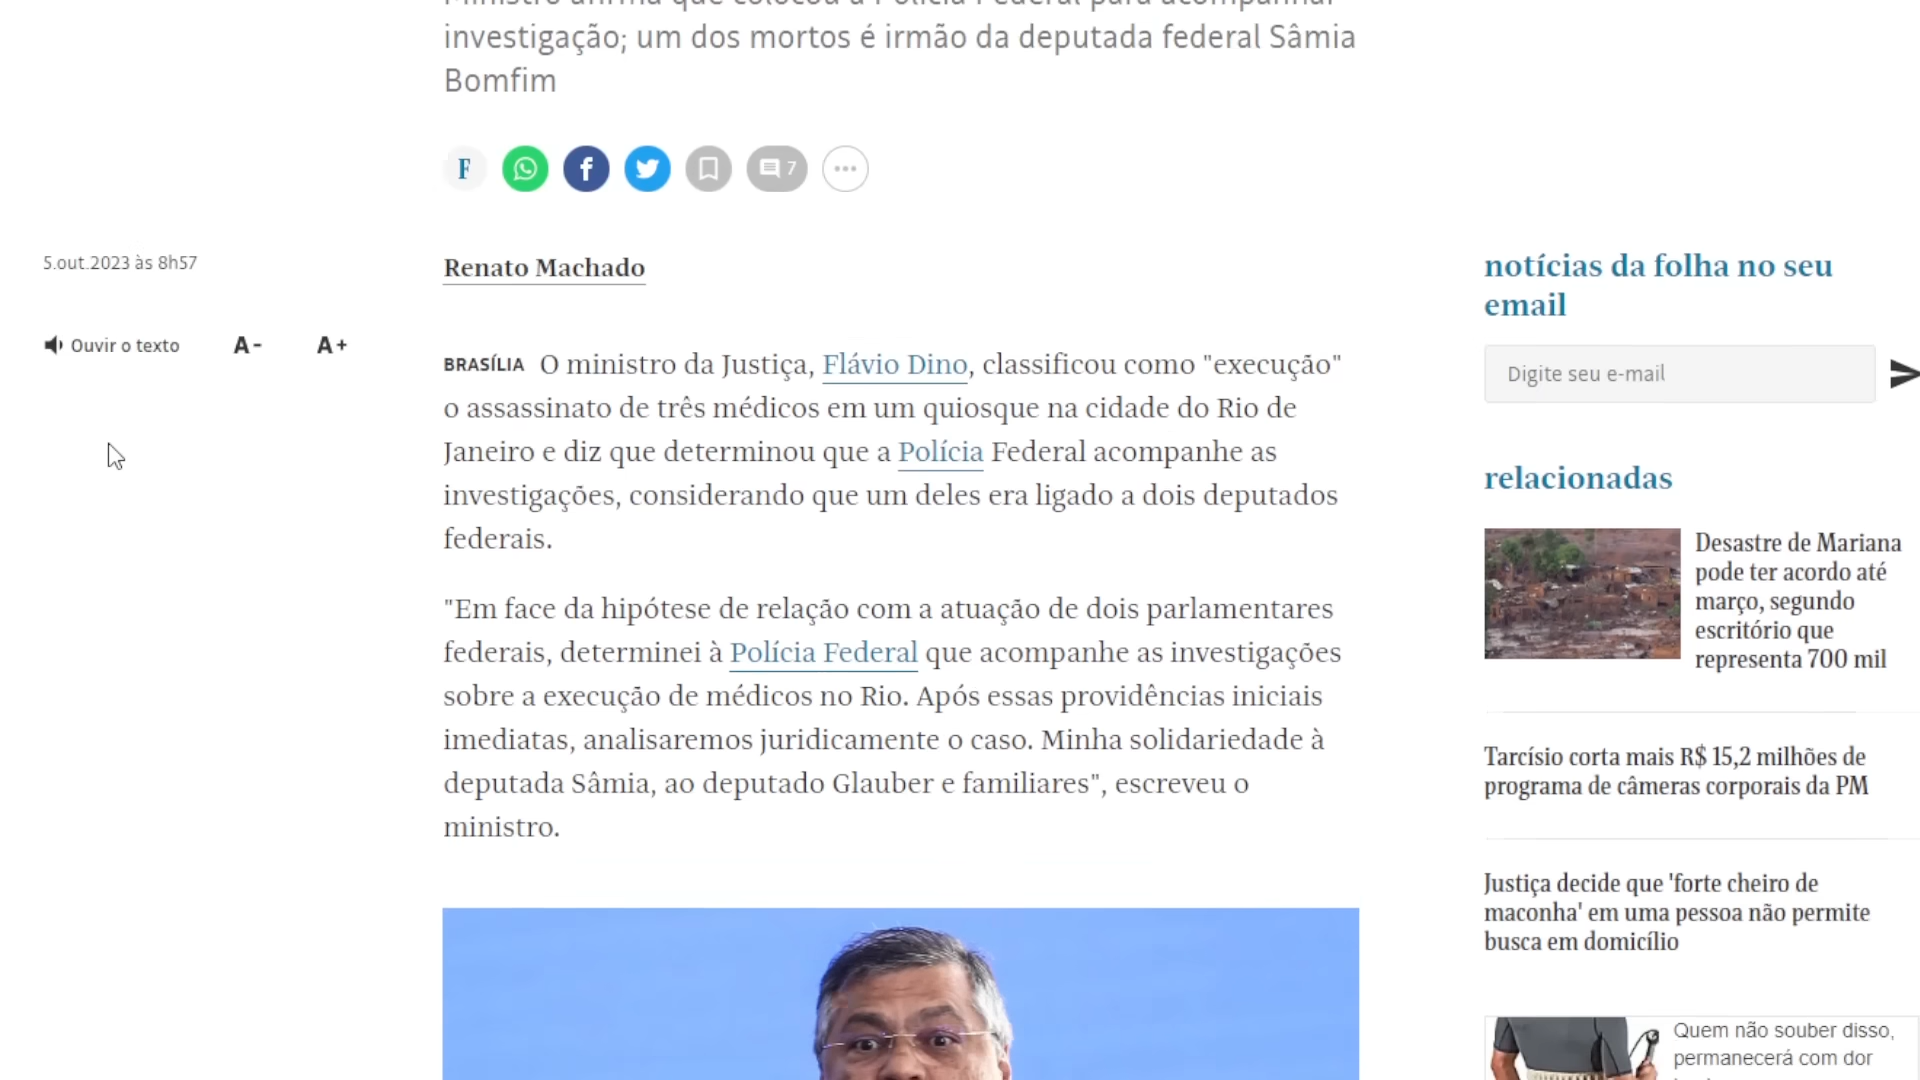 Ministro afirma que colocou a Polícia Federal para acompanhar
investigação; um dos mortos é irmão da deputada federal Sâmia
Bomfim
F
f
7
5.out.2023 às 8h57
Ouvir o texto
A-
A+
Renato Machado
BRASÍLIA O ministro da Justiça, Flávio Dino, classificou como "execução"
o assassinato de três médicos em um quiosque na cidade do Rio de
Janeiro e diz que determinou que a Polícia Federal acompanhe as
investigações, considerando que um deles era ligado a dois deputados
federais.
"Em face da hipótese de relação com a atuação de dois parlamentares
federais, determinei à Polícia Federal que acompanhe as investigações
sobre a execução de médicos no Rio. Após essas providências iniciais
imediatas, analisaremos juridicamente o caso. Minha solidariedade à
deputada Sâmia, ao deputado Glauber e familiares", escreveu o
ministro.
notícias da folha no seu
email
Digite seu e-mail
relacionadas
Desastre de Mariana
pode ter acordo até
março, segundo
escritório que
representa 700 mil
Tarcísio corta mais R$ 15,2 milhões de
programa de câmeras corporais da PM
Justiça decide que 'forte cheiro de
maconha' em uma pessoa não permite
busca em domicílio
Quem não souber disso,
permanecerá com dor